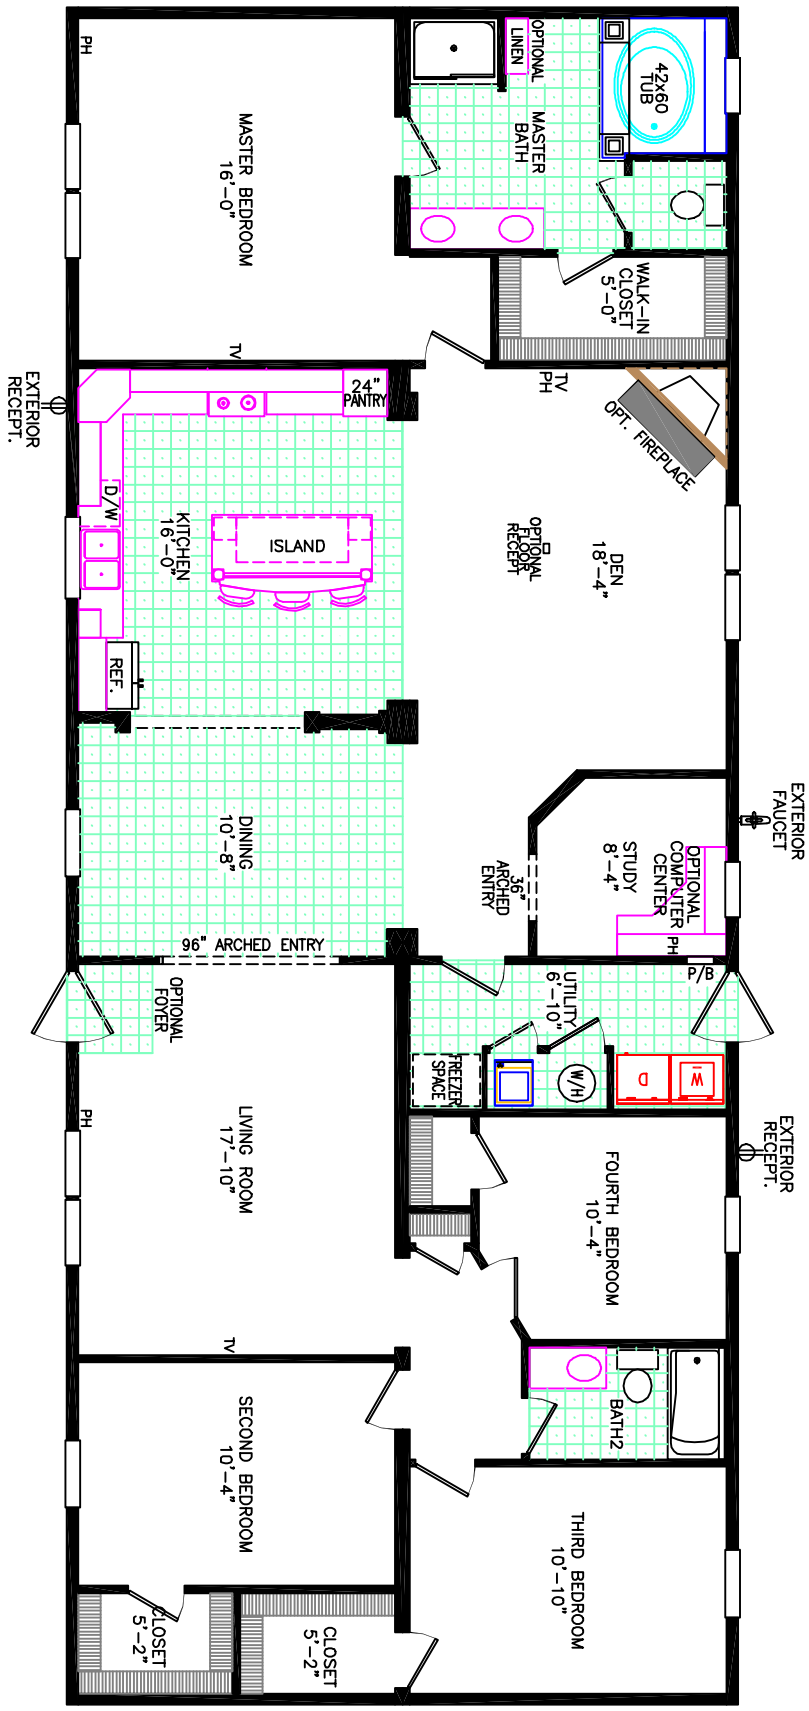 PH
MASTER BEDROOM
16'-0"
TV
OPTIONAL
LINEN
MASTER
BATH
42x60
TUB
WALK-IN
CLOSET
5'-0"
EXTERIOR
RECEPT.
24"
PANTRY
TV
PH
OPT. FIREPLACE
D/W
KITCHEN
16'-0"
ISLAND
REF.
OPTIONAL
FLOOR
RECEPT
DEN
18'-4"
EXTERIOR
FAUCET
DINING
10'-8"
96" ARCHED ENTRY
36"
ARCHED
ENTRY
OPTIONAL
COMPUTER
CENTER
STUDY
8'-4"
PH
P/B
OPTIONAL
FOYER
UTILITY
6'-10"
FREEZER
SPACE
W/H
D
W
PH
LIVING ROOM
17'-10"
TV
EXTERIOR
RECEPT.
FOURTH BEDROOM
10'-4"
BATH2
SECOND BEDROOM
10'-4"
THIRD BEDROOM
10'-10"
CLOSET
5'-2"
CLOSET
5'-2"